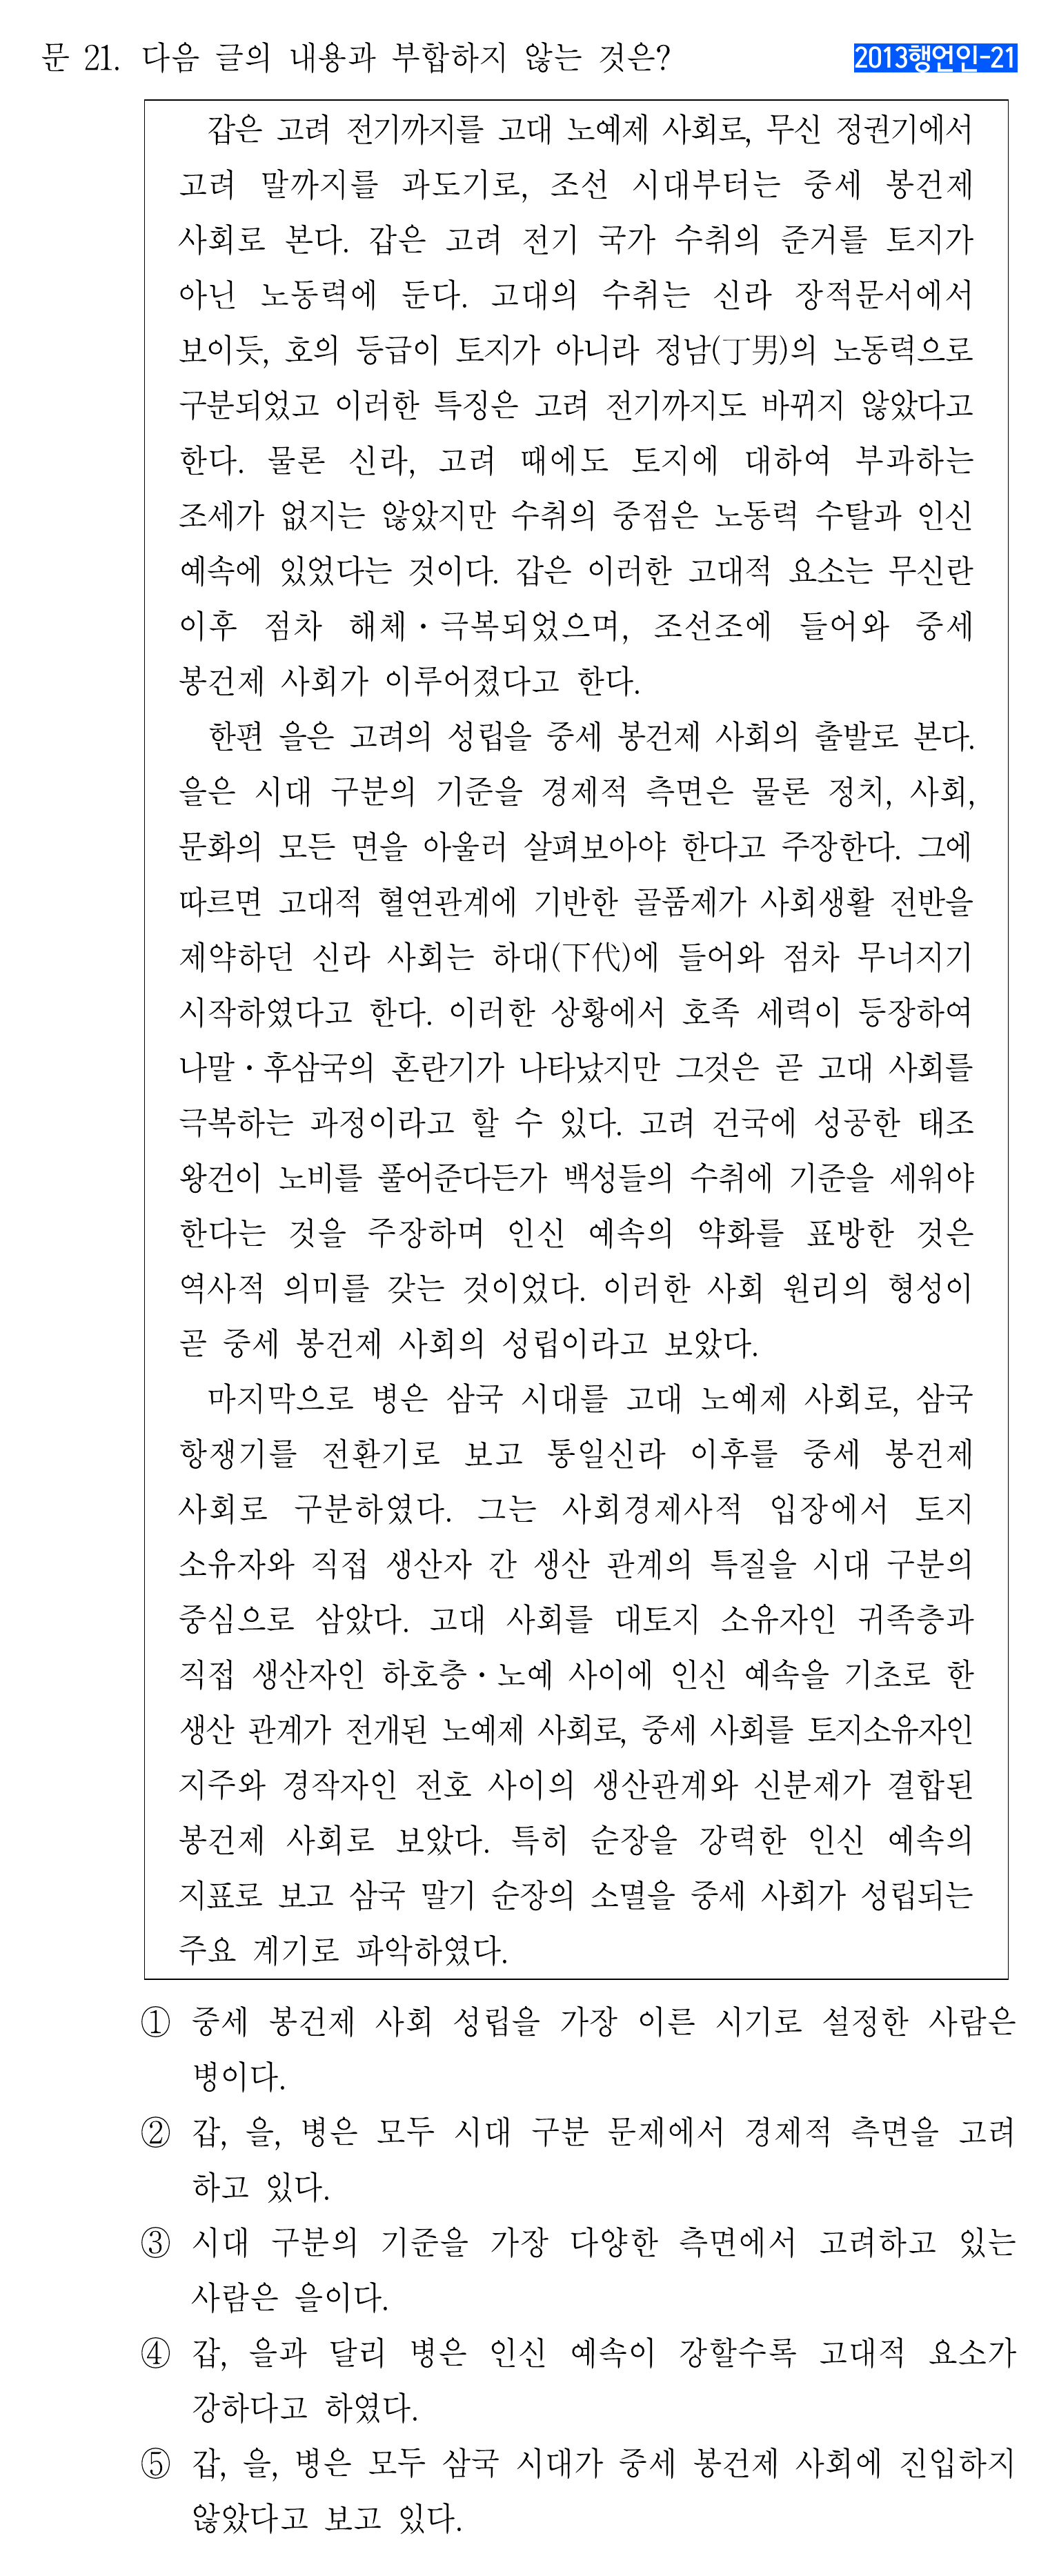 문 21. 다음 글의 내용과 부합하지 않는 것은?
2013행언인-21
갑은 고려 전기까지를 고대 노예제 사회로, 무신 정권기에서
고려 말까지를 과도기로, 조선 시대부터는 중세 봉건제
사회로 본다. 갑은 고려 전기 국가 수취의 준거를 토지가
아닌 노동력에 둔다. 고대의 수취는 신라 장적문서에서
보이듯, 호의 등급이 토지가 아니라 정남(丁男)의 노동력으로
구분되었고 이러한 특징은 고려 전기까지도 바뀌지 않았다고
한다. 물론 신라, 고려 때에도 토지에 대하여 부과하는
조세가 없지는 않았지만 수취의 중점은 노동력 수탈과 인신
예속에 있었다는 것이다. 갑은 이러한 고대적 요소는 무신란
이후 점차 해체・극복되었으며, 조선조에 들어와 중세
봉건제 사회가 이루어졌다고 한다.
한편 을은 고려의 성립을 중세 봉건제 사회의 출발로 본다.
을은 시대 구분의 기준을 경제적 측면은 물론 정치, 사회,
문화의 모든 면을 아울러 살펴보아야 한다고 주장한다. 그에
따르면 고대적 혈연관계에 기반한 골품제가 사회생활 전반을
제약하던 신라 사회는 하대(下代)에 들어와 점차 무너지기
시작하였다고 한다. 이러한 상황에서 호족 세력이 등장하여
나말・후삼국의 혼란기가 나타났지만 그것은 곧 고대 사회를
극복하는 과정이라고 할 수 있다. 고려 건국에 성공한 태조
왕건이 노비를 풀어준다든가 백성들의 수취에 기준을 세워야
한다는 것을 주장하며 인신 예속의 약화를 표방한 것은
역사적 의미를 갖는 것이었다. 이러한 사회 원리의 형성이
곧 중세 봉건제 사회의 성립이라고 보았다.
마지막으로 병은 삼국 시대를 고대 노예제 사회로, 삼국
항쟁기를 전환기로 보고 통일신라 이후를 중세 봉건제
사회로 구분하였다. 그는 사회경제사적 입장에서 토지
소유자와 직접 생산자 간 생산 관계의 특질을 시대 구분의
중심으로 삼았다. 고대 사회를 대토지 소유자인 귀족층과
직접 생산자인 하호층・노예 사이에 인신 예속을 기초로 한
생산 관계가 전개된 노예제 사회로, 중세 사회를 토지소유자인
지주와 경작자인 전호 사이의 생산관계와 신분제가 결합된
봉건제 사회로 보았다. 특히 순장을 강력한 인신 예속의
지표로 보고 삼국 말기 순장의 소멸을 중세 사회가 성립되는
주요 계기로 파악하였다.
① 중세 봉건제 사회 성립을 가장 이른 시기로 설정한 사람은
병이다.
② 갑, 을, 병은 모두 시대 구분 문제에서 경제적 측면을 고려
하고 있다.
③ 시대 구분의 기준을 가장 다양한 측면에서 고려하고 있는
사람은 을이다.
④ 갑, 을과 달리 병은 인신 예속이 강할수록 고대적 요소가
강하다고 하였다.
⑤ 갑, 을, 병은 모두 삼국 시대가 중세 봉건제 사회에 진입하지
않았다고 보고 있다.